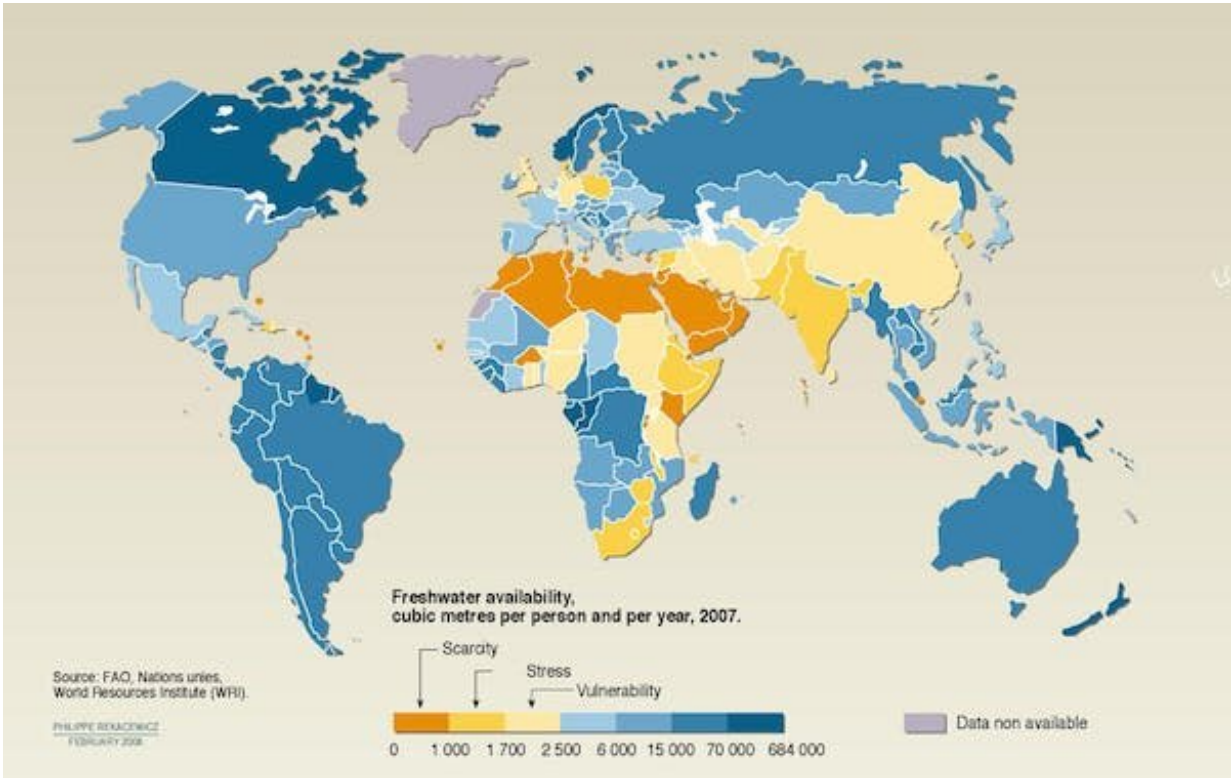 Freshwater availability,
cubic metres per person and per year, 2007.
Scarcity
Stress
Vulnerability
0 1 000 1 700 2 500 6 000 15 000 70 000 684 000
Data non available
Source: FAO, Nations unies,
World Resources Institute (WRI).
PHILIPPE REKACEWICZ
FEBRUARY 2008